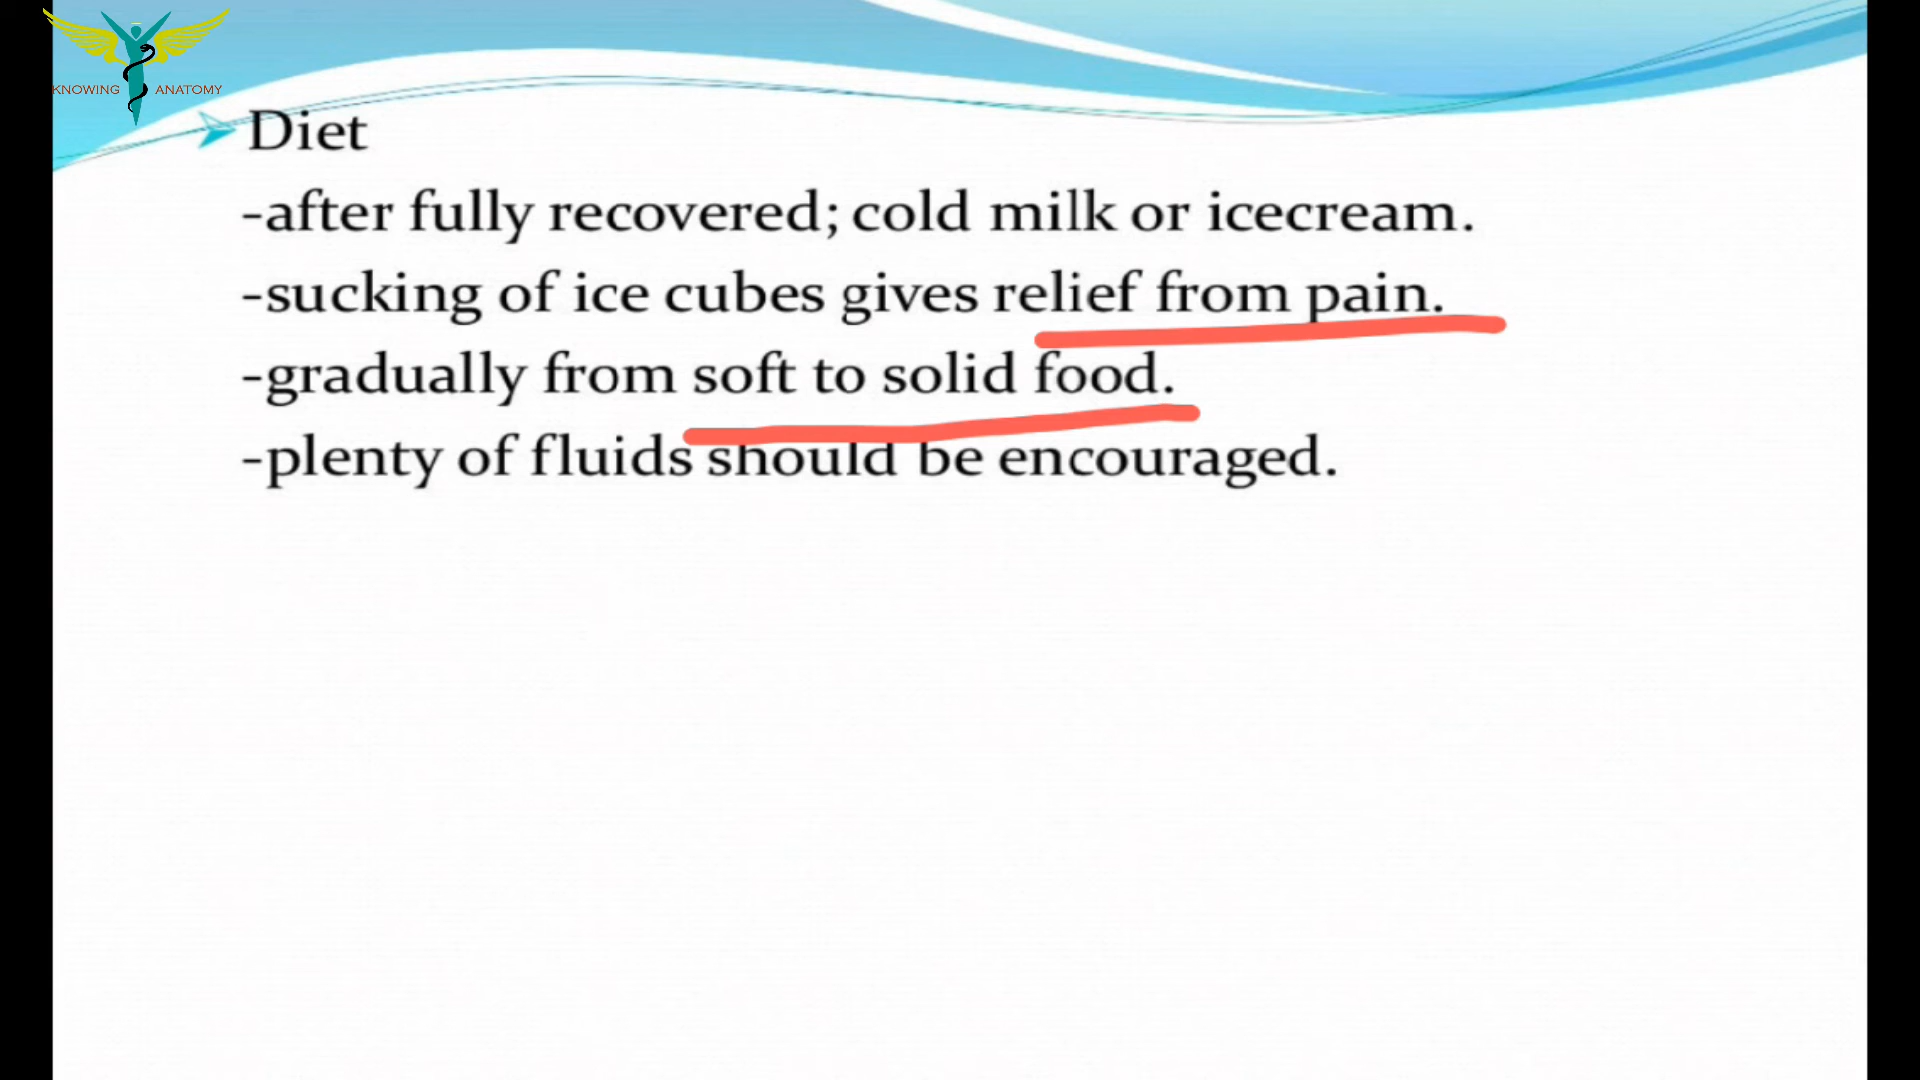 KNOWING ANATOMY
Diet
-after fully recovered; cold milk or icecream.
-sucking of ice cubes gives relief from pain.
-gradually from soft to solid food.
-plenty of fluids should be encouraged.